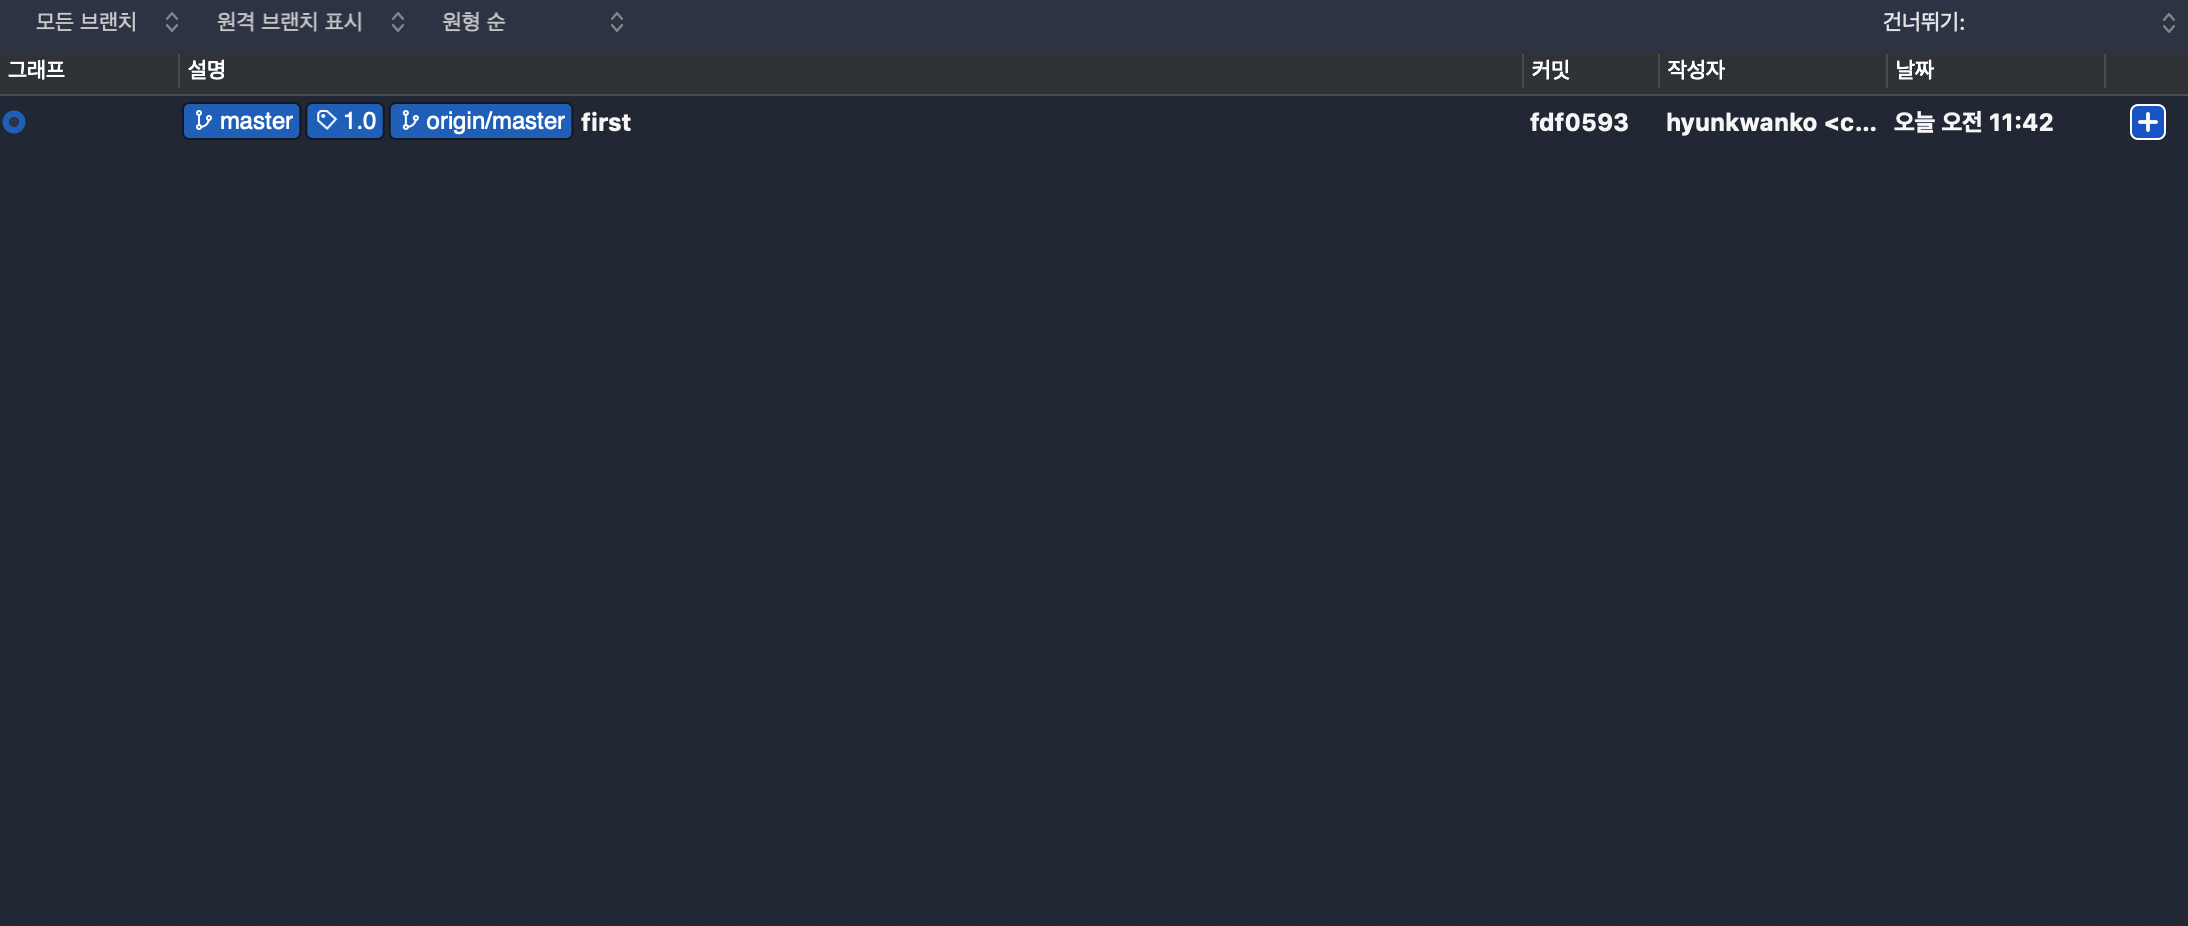 모든 브랜치 원격 브랜치 표시 원형 순 건너뛰기:
그래프 설명 커밋 작성자 날짜
master 1.0 origin/master first fdf0593 hyunkwanko <c... 오늘 오전 11:42